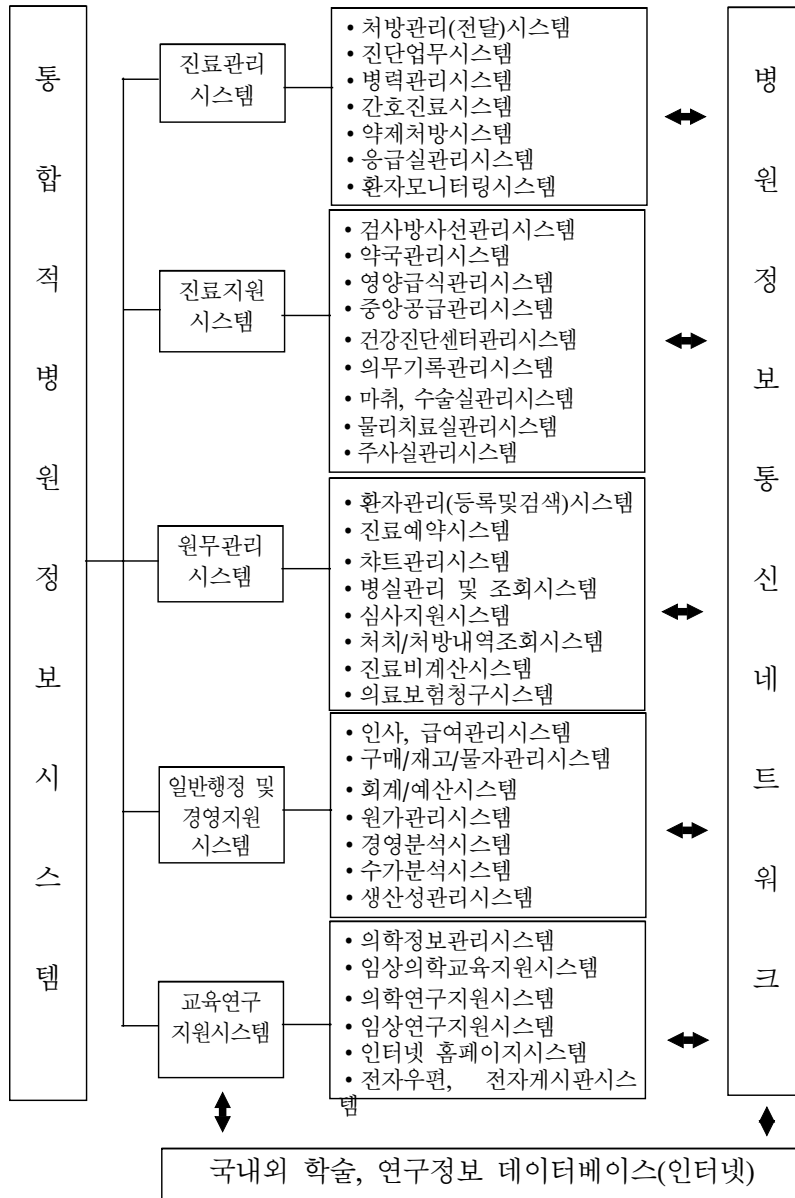 통합적병원정보시스템
진료관리
시스템
• 처방관리(전달)시스템
• 진단업무시스템
• 병력관리시스템
• 간호진료시스템
• 약제처방시스템
• 응급실관리시스템
• 환자모니터링시스템
진료지원
시스템
• 검사방사선관리시스템
• 약국관리시스템
• 영양급식관리시스템
• 중앙공급관리시스템
• 건강진단센터관리시스템
• 의무기록관리시스템
• 마취, 수술실관리시스템
• 물리치료실관리시스템
• 주사실관리시스템
원무관리
시스템
• 환자관리(등록및검색)시스템
• 진료예약시스템
• 챠트관리시스템
• 병실관리 및 조회시스템
• 심사지원시스템
• 처치/처방내역조회시스템
• 진료비계산시스템
• 의료보험청구시스템
일반행정 및
경영지원
시스템
• 인사, 급여관리시스템
• 구매/재고/물자관리시스템
• 회계/예산시스템
• 원가관리시스템
• 경영분석시스템
• 수가분석시스템
• 생산성관리시스템
교육연구
지원시스템
• 의학정보관리시스템
• 임상의학교육지원시스템
• 의학연구지원시스템
• 임상연구지원시스템
• 인터넷 홈페이지시스템
• 전자우편, 전자게시판시스
템
병원정보통신네트워크
국내외 학술, 연구정보 데이터베이스(인터넷)